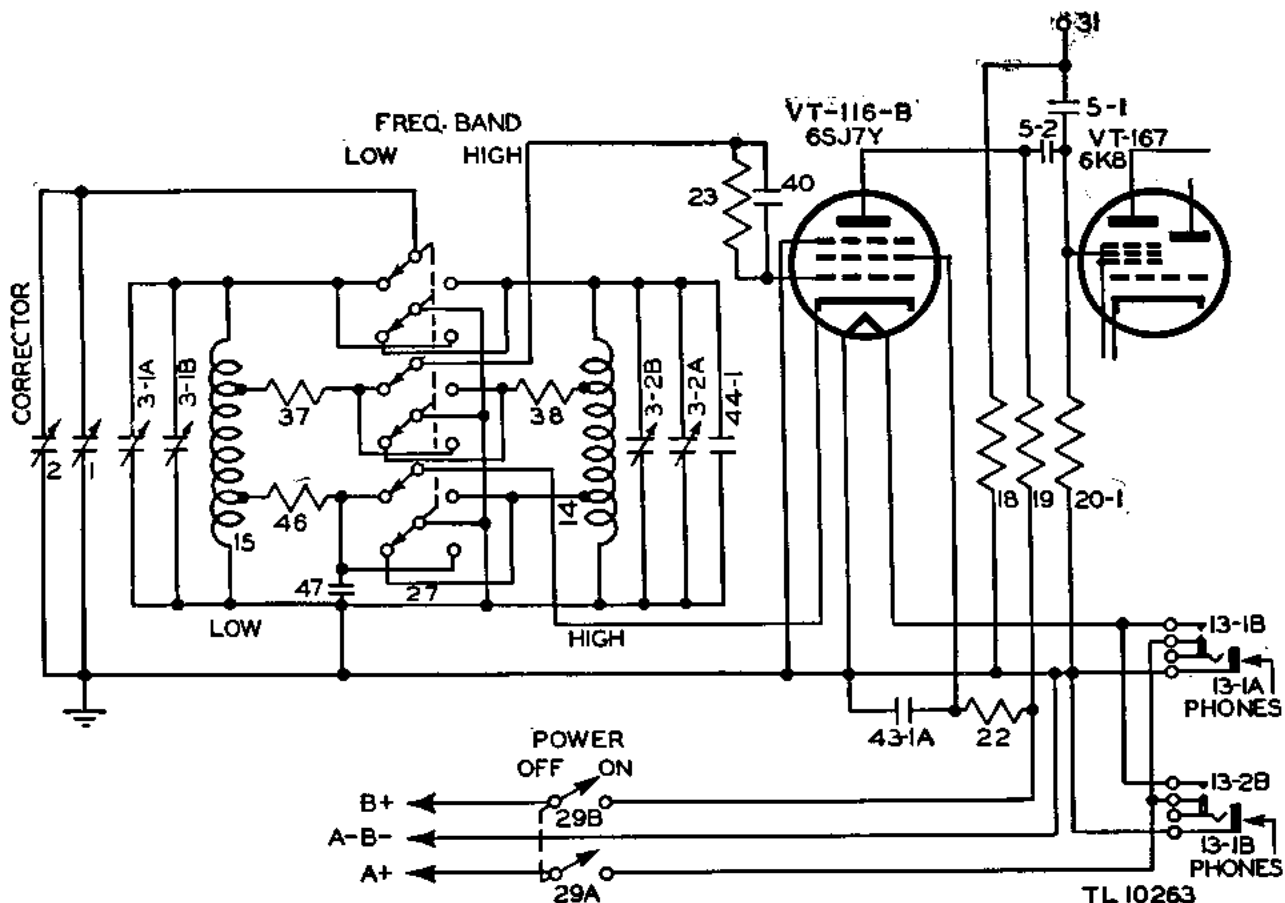 31
VT-116-B
6SJ7Y
5-1
5-2
VT-167
6K8
FREQ. BAND
LOW HIGH
23
40
CORRECTOR
2
1
3-1A
3-1B
37
38
3-2B
3-2A
44-1
46
15
14
47
27
LOW
HIGH
18
19
20-1
13-1B
13-1A
PHONES
43-1A
22
POWER
OFF ON
B+
29B
A-B-
A+
29A
13-2B
13-1B
PHONES
TL 10263